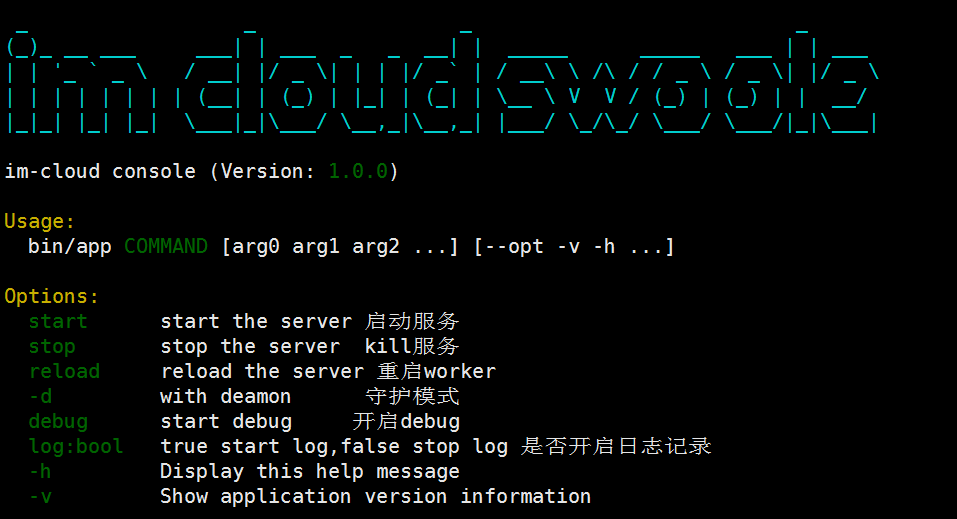 im cloud swoole
im-cloud console (Version: 1.0.0)
Usage:
bin/app COMMAND [arg0 arg1 arg2 ...] [--opt -v -h ...]
Options:
start start the server 启动服务
stop stop the server kill服务
reload reload the server 重启worker
-d with deamon 守护模式
debug start debug 开启debug
log:bool true start log,false stop log 是否开启日志记录
-h Display this help message
-v Show application version information